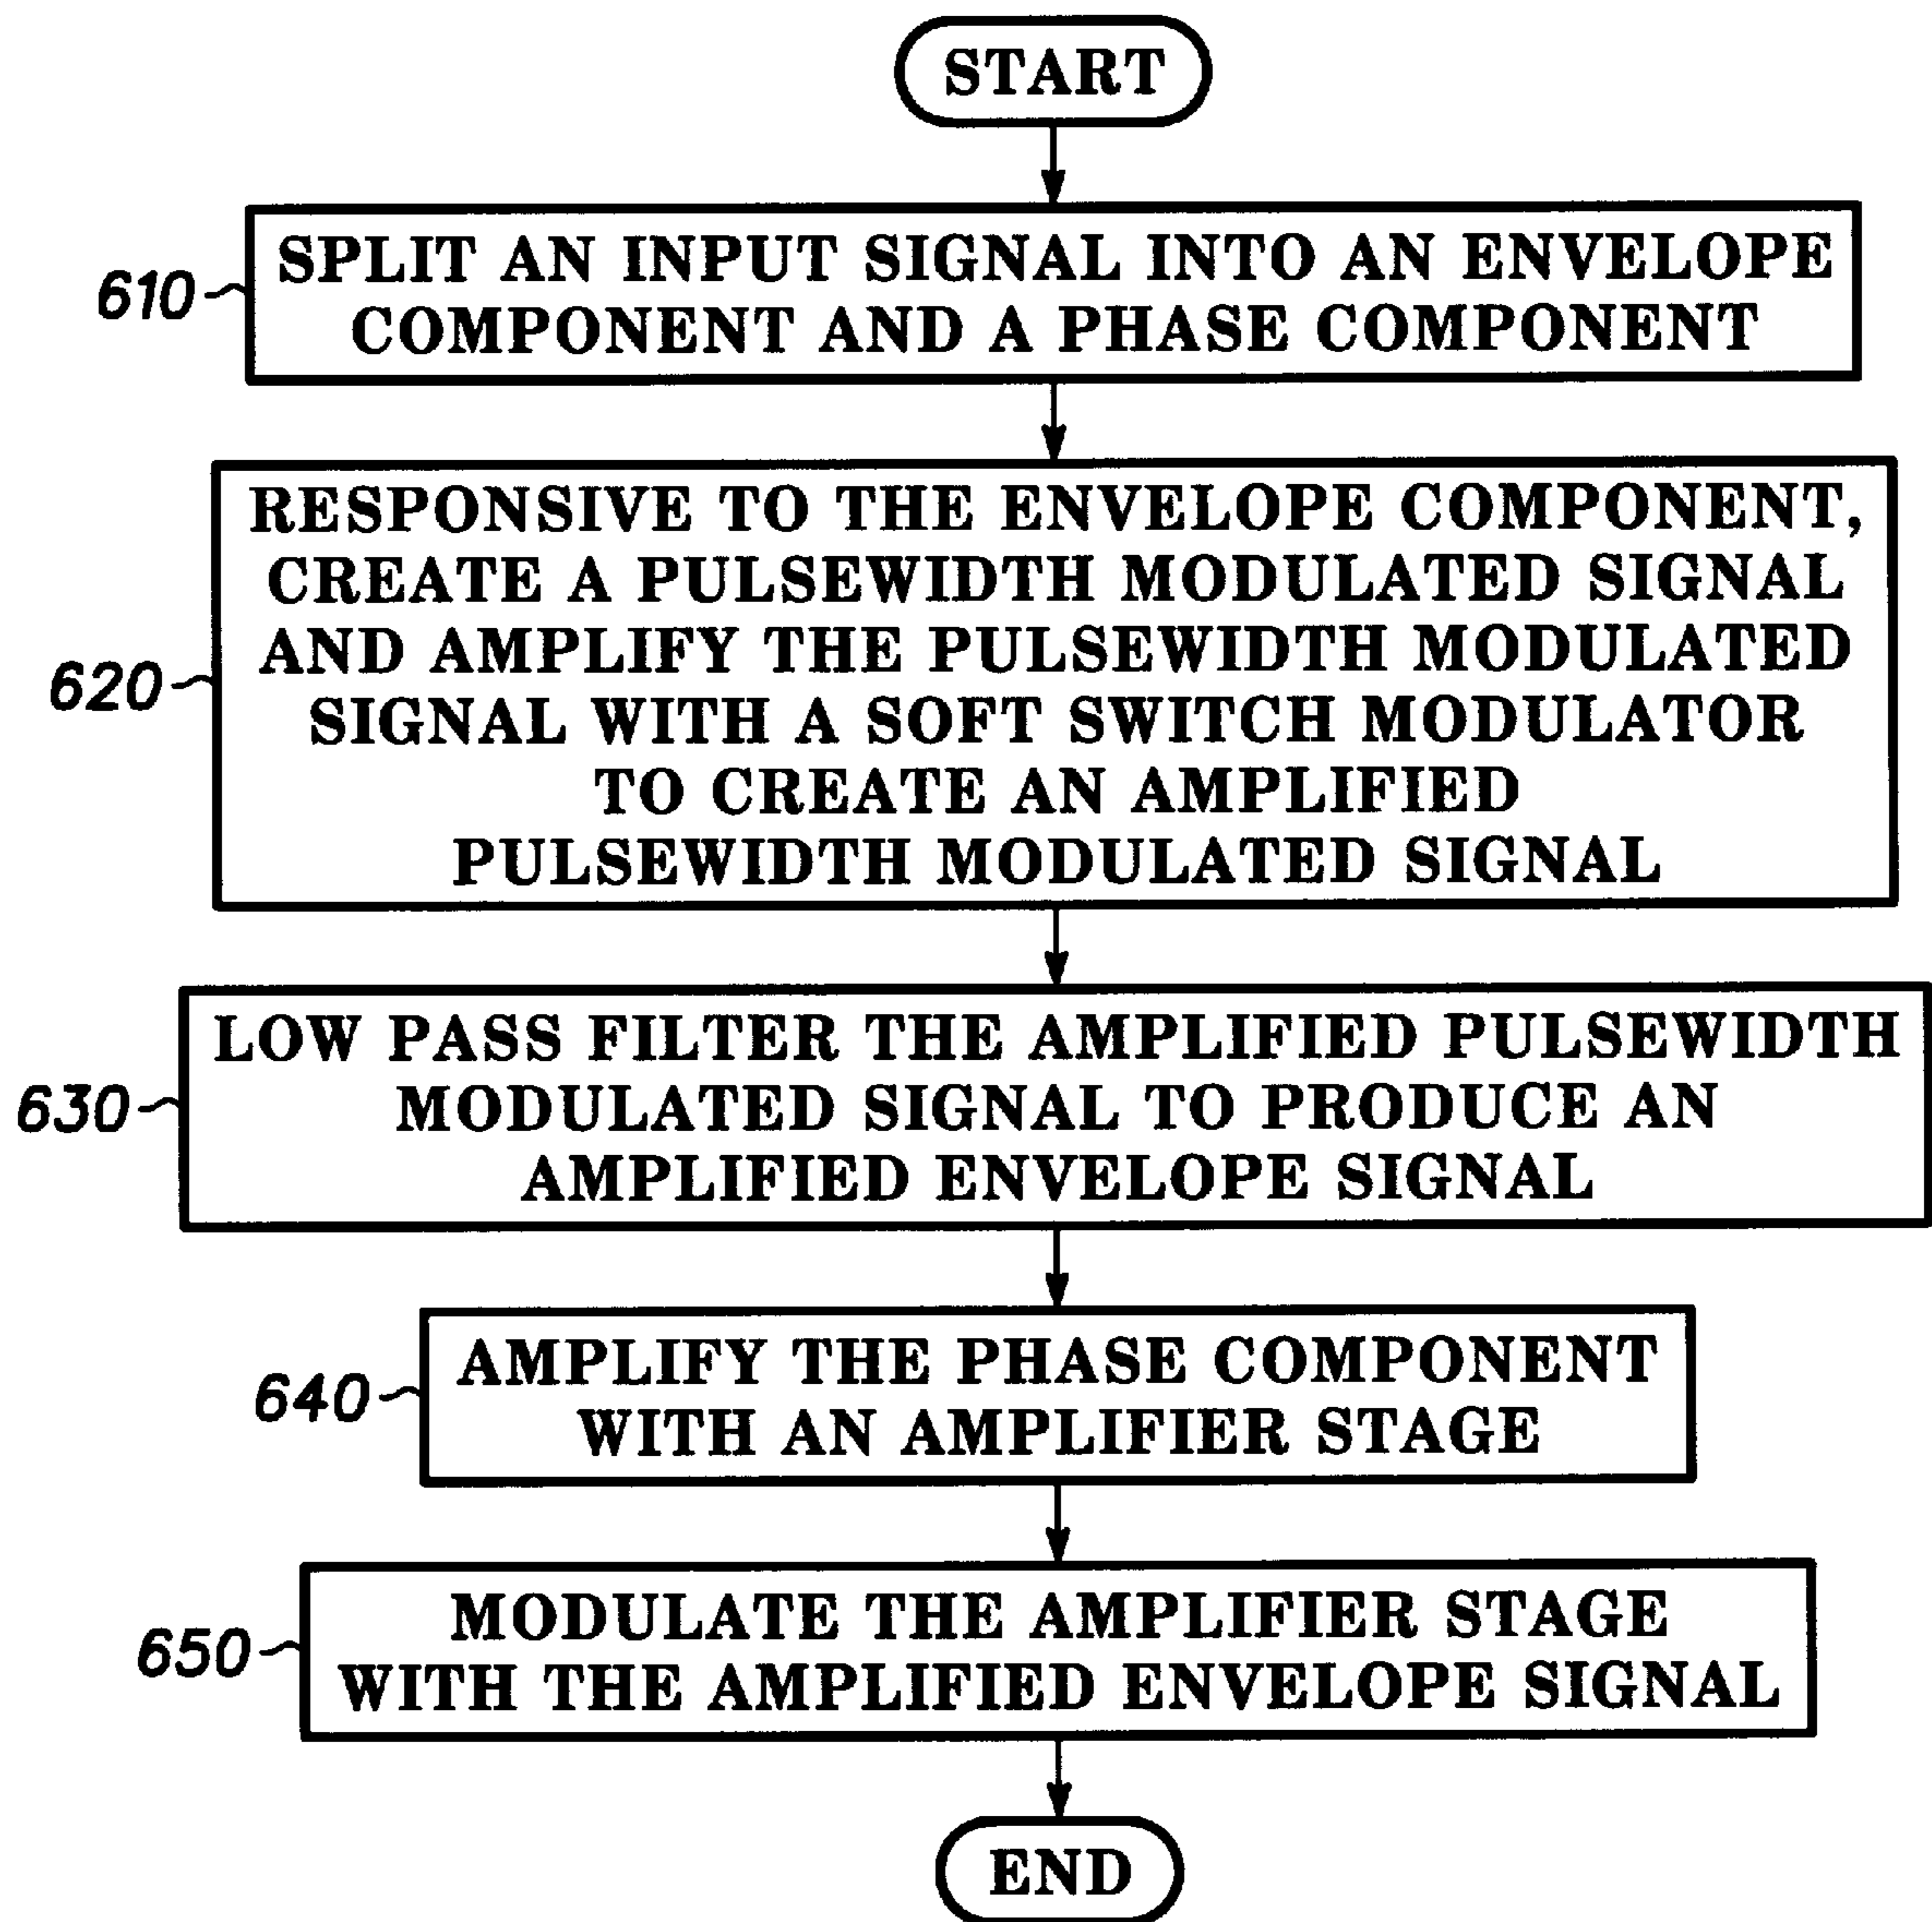 START
610
SPLIT AN INPUT SIGNAL INTO AN ENVELOPE
COMPONENT AND A PHASE COMPONENT
620
RESPONSIVE TO THE ENVELOPE COMPONENT,
CREATE A PULSEWIDTH MODULATED SIGNAL
AND AMPLIFY THE PULSEWIDTH MODULATED
SIGNAL WITH A SOFT SWITCH MODULATOR
TO CREATE AN AMPLIFIED
PULSEWIDTH MODULATED SIGNAL
630
LOW PASS FILTER THE AMPLIFIED PULSEWIDTH
MODULATED SIGNAL TO PRODUCE AN
AMPLIFIED ENVELOPE SIGNAL
640
AMPLIFY THE PHASE COMPONENT
WITH AN AMPLIFIER STAGE
650
MODULATE THE AMPLIFIER STAGE
WITH THE AMPLIFIED ENVELOPE SIGNAL
END